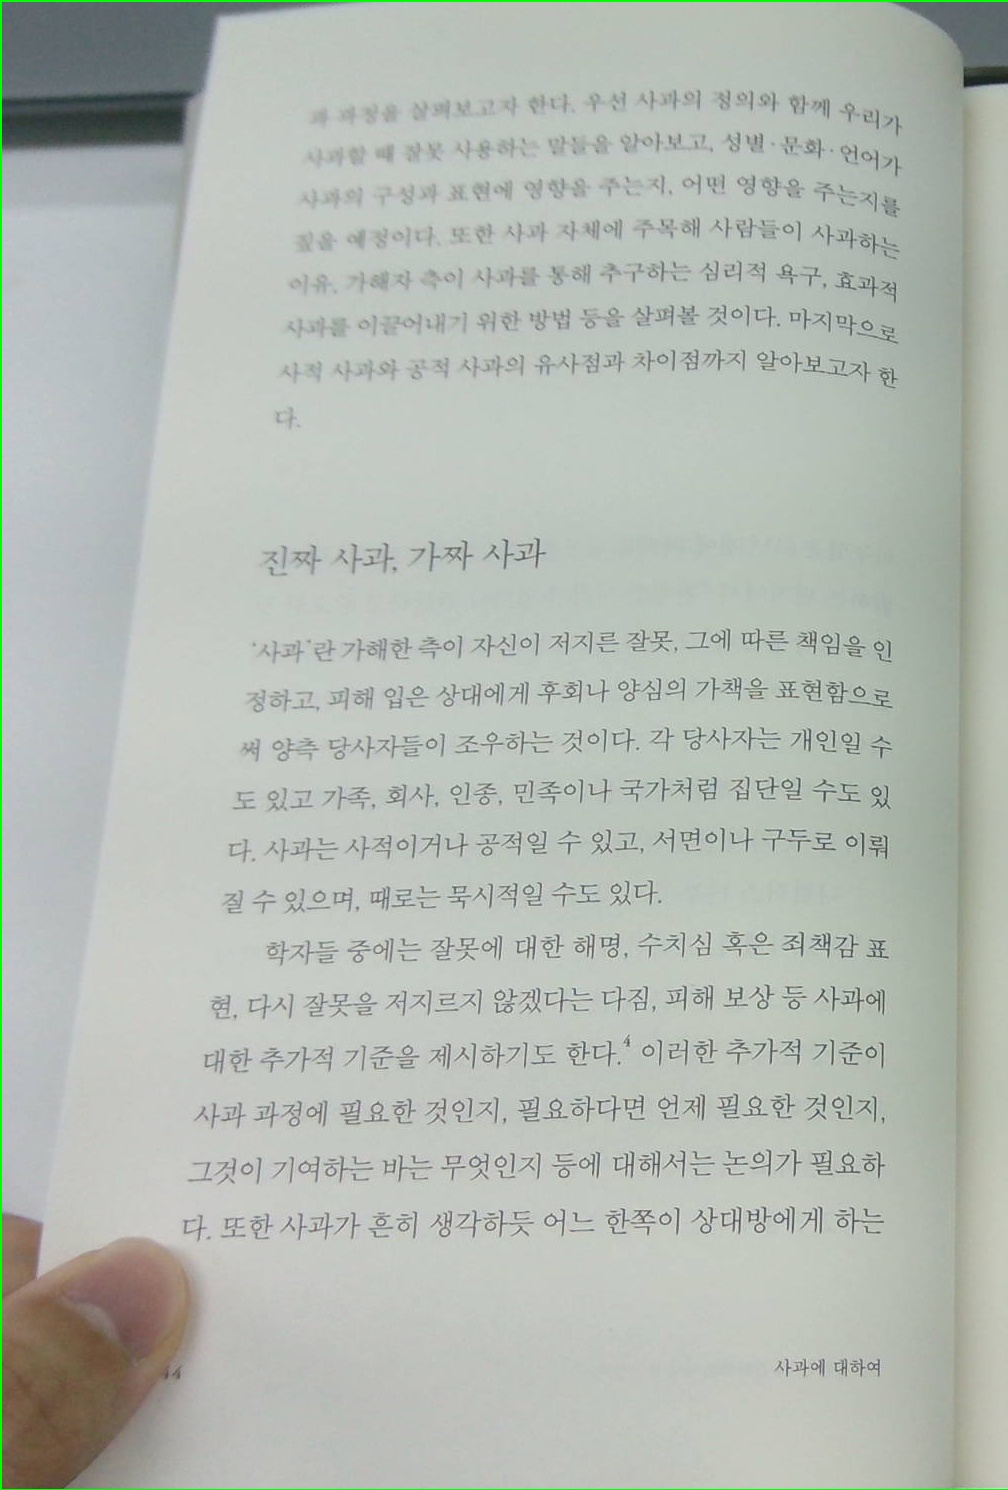 과 과정을 살펴보고자 한다. 우선 사과의 정의와 함께 우리가
사과할 때 잘못 사용하는 말들을 알아보고, 성별·문화·언어가
사과의 구성과 표현에 영향을 주는지, 어떤 영향을 주는지를
짚을 예정이다. 또한 사과 자체에 주목해 사람들이 사과하는
이유, 가해자 측이 사과를 통해 추구하는 심리적 욕구, 효과적
사과를 이끌어내기 위한 방법 등을 살펴볼 것이다. 마지막으로
사적 사과와 공적 사과의 유사점과 차이점까지 알아보고자 한
다.
진짜 사과, 가짜 사과
‘사과’란 가해한 측이 자신이 저지른 잘못, 그에 따른 책임을 인
정하고, 피해 입은 상대에게 후회나 양심의 가책을 표현함으로
써 양측 당사자들이 조우하는 것이다. 각 당사자는 개인일 수
도 있고 가족, 회사, 인종, 민족이나 국가처럼 집단일 수도 있
다. 사과는 사적이거나 공적일 수 있고, 서면이나 구두로 이뤄
질 수 있으며, 때로는 묵시적일 수도 있다.
학자들 중에는 잘못에 대한 해명, 수치심 혹은 죄책감 표
현, 다시 잘못을 저지르지 않겠다는 다짐, 피해 보상 등 사과에
대한 추가적 기준을 제시하기도 한다.4 이러한 추가적 기준이
사과 과정에 필요한 것인지, 필요하다면 언제 필요한 것인지,
그것이 기여하는 바는 무엇인지 등에 대해서는 논의가 필요하
다. 또한 사과가 흔히 생각하듯 어느 한쪽이 상대방에게 하는
사과에 대하여